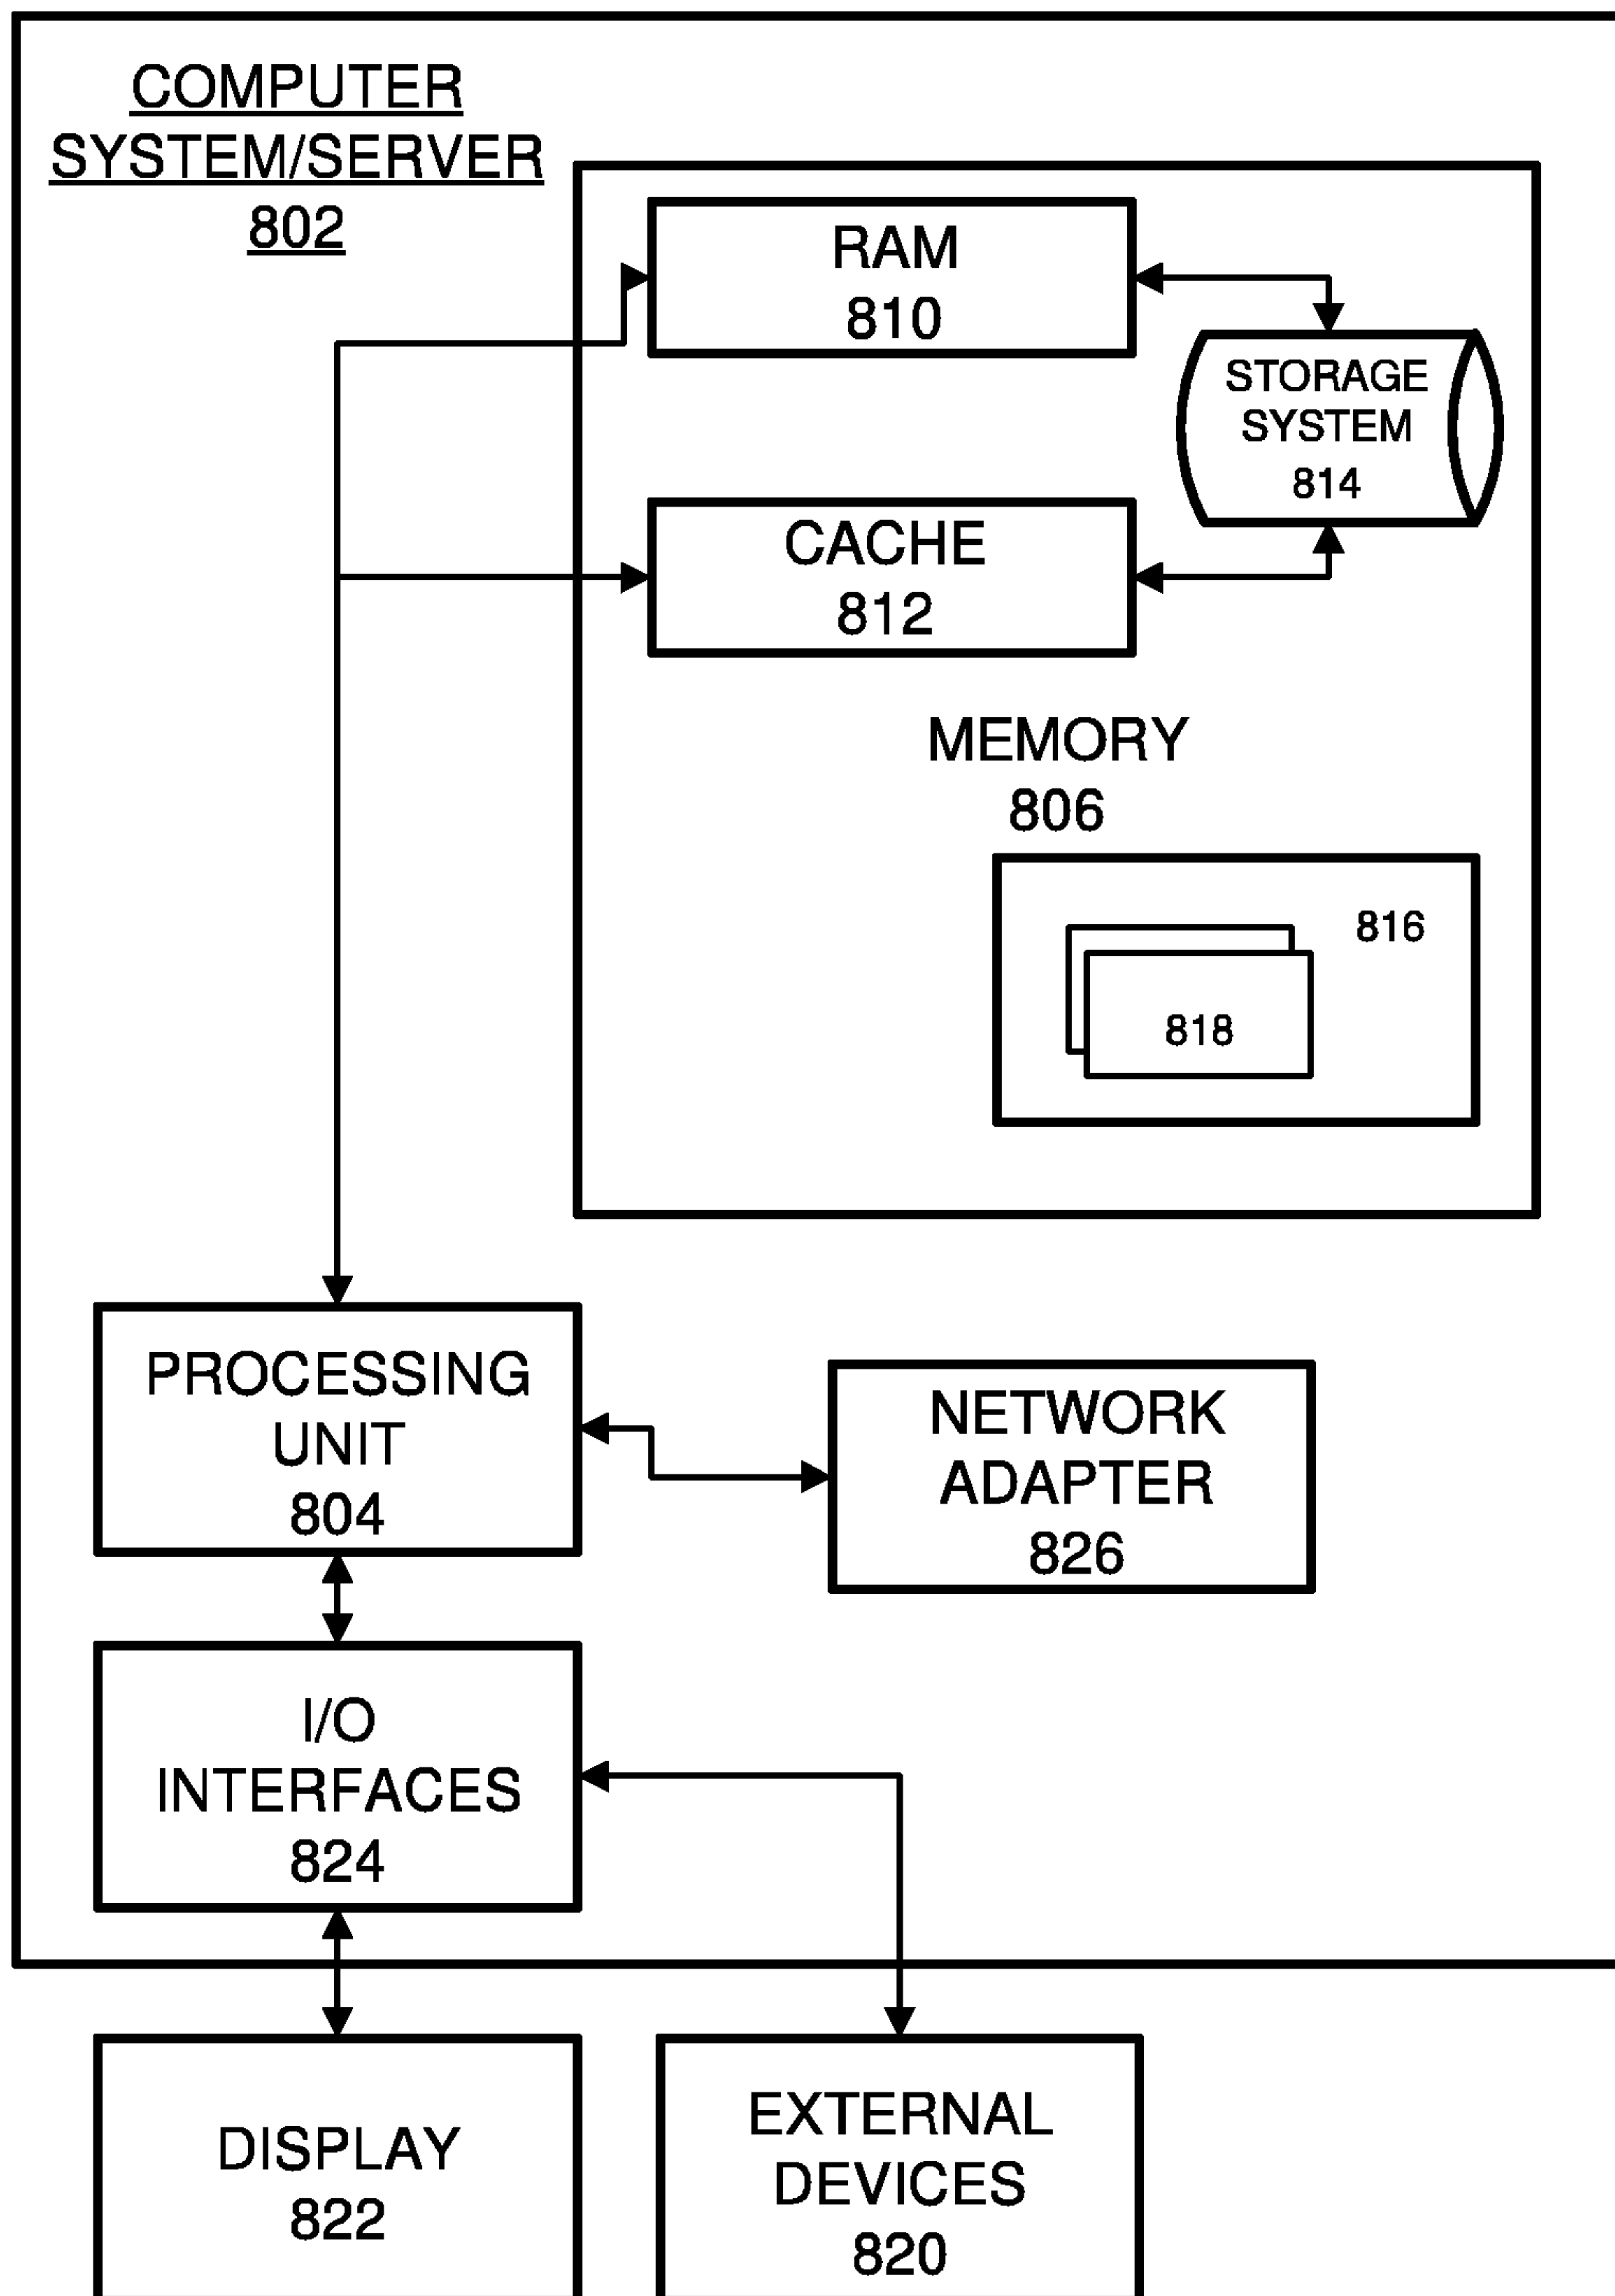 COMPUTER
SYSTEM/SERVER
802
RAM
810
STORAGE
SYSTEM
814
CACHE
812
MEMORY
806
816
818
PROCESSING
UNIT
804
NETWORK
ADAPTER
826
I/O
INTERFACES
824
DISPLAY
822
EXTERNAL
DEVICES
820